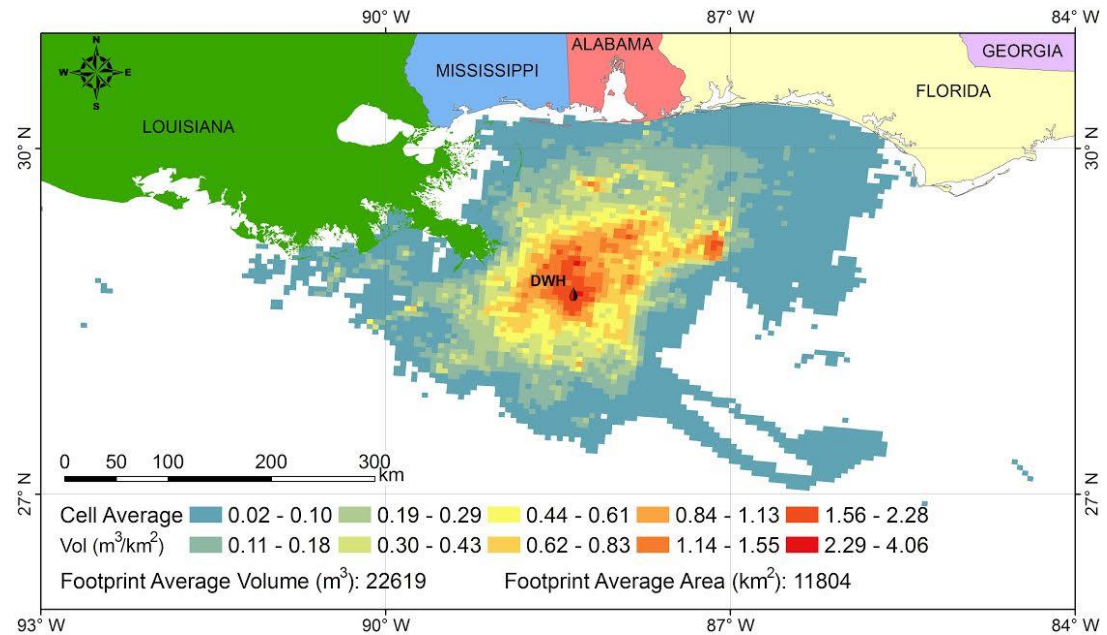 90° W 87° W 84° W
N
W E
S
ALABAMA
GEORGIA
MISSISSIPPI
FLORIDA
LOUISIANA
30° N 30° N
DWH
0 50 100 200 300
km
27° N 27° N
Cell Average 0.02 - 0.10 0.19 - 0.29 0.44 - 0.61 0.84 - 1.13 1.56 - 2.28
Vol (m³/km²) 0.11 - 0.18 0.30 - 0.43 0.62 - 0.83 1.14 - 1.55 2.29 - 4.06
Footprint Average Volume (m³): 22619 Footprint Average Area (km²): 11804
93° W 90° W 87° W 84° W